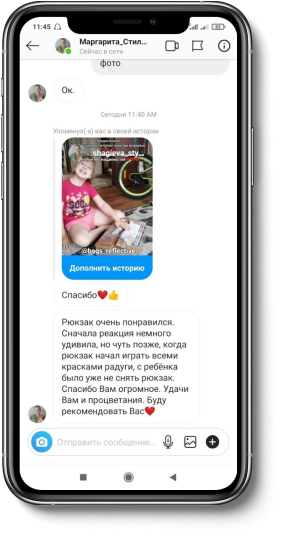 11:45
Маргарита_Стил...
Сейчас в сети
фото
Ок.
Сегодня 11:40 AM
Упомянул(-а) вас в своей истории
shagieva_sty...
@bags_reflective
Дополнить историю
Спасибо❤️👍
Рюкзак очень понравился.
Сначала реакция немного
удивила, но чуть позже, когда
рюкзак начал играть всеми
красками радуги, с ребёнка
было уже не снять рюкзак.
Спасибо Вам огромное. Удачи
Вам и процветания. Буду
рекомендовать Вас❤️
Отправить сообщение...